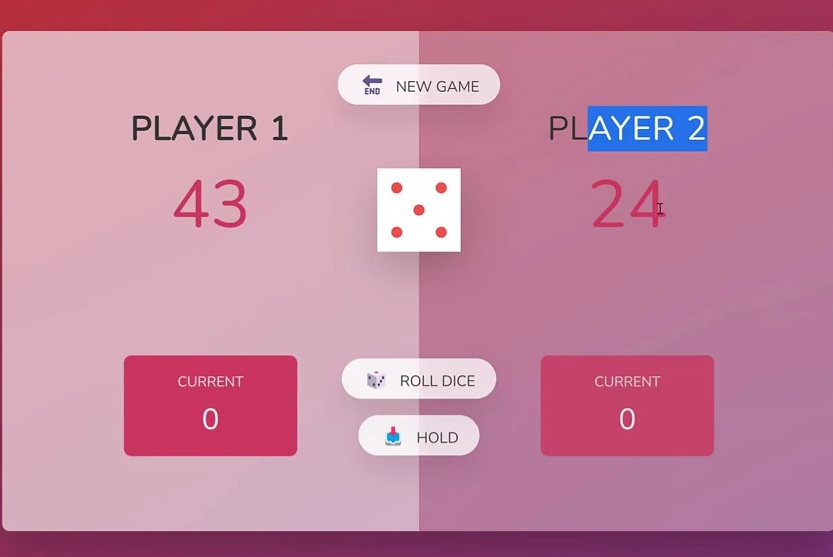 END NEW GAME
PLAYER 1
PLAYER 2
43
24
CURRENT
0
ROLL DICE
HOLD
CURRENT
0